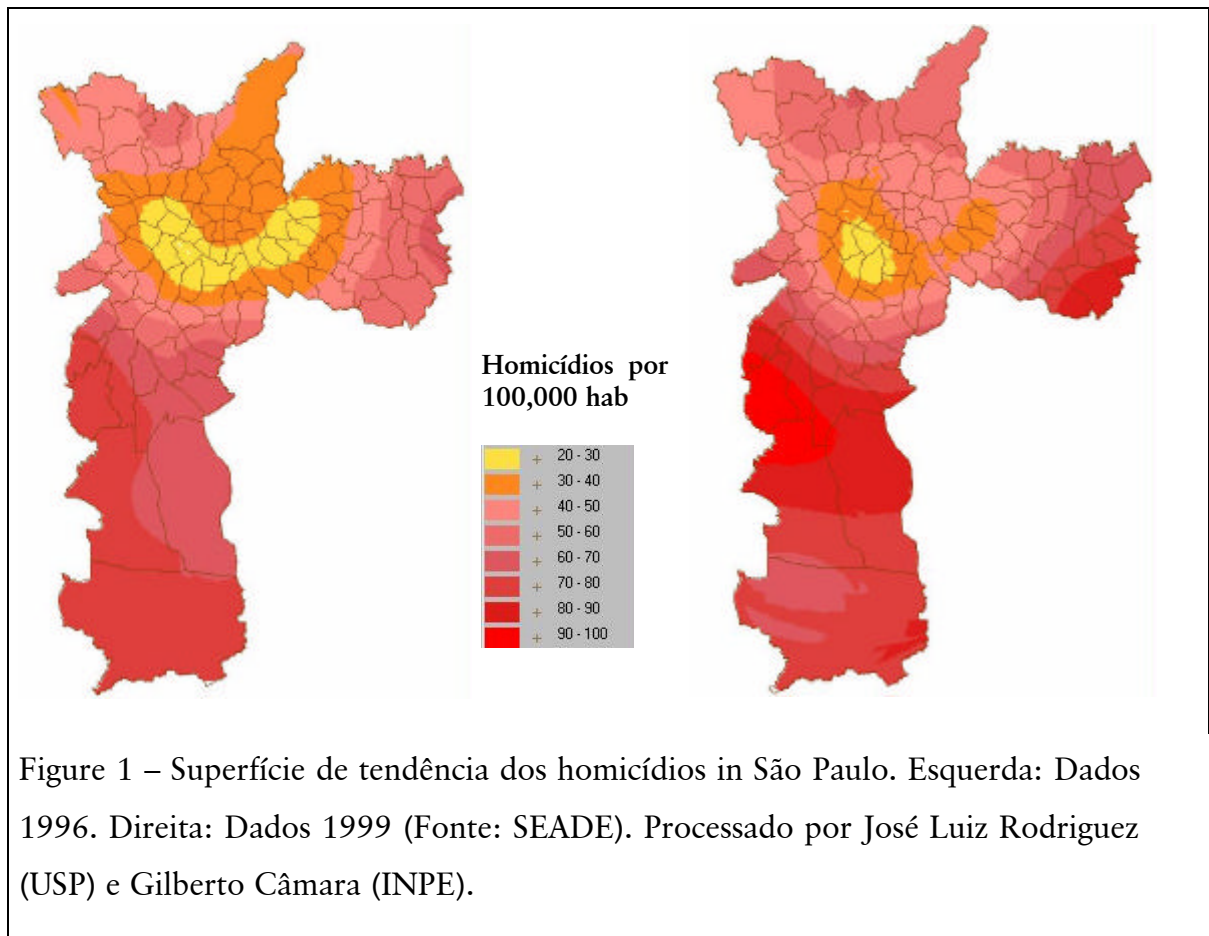 Homicídios por
100,000 hab
20 - 30
30 - 40
40 - 50
50 - 60
60 - 70
70 - 80
80 - 90
90 - 100
Figure 1 – Superfície de tendência dos homicídios in São Paulo. Esquerda: Dados
1996. Direita: Dados 1999 (Fonte: SEADE). Processado por José Luiz Rodriguez
(USP) e Gilberto Câmara (INPE).